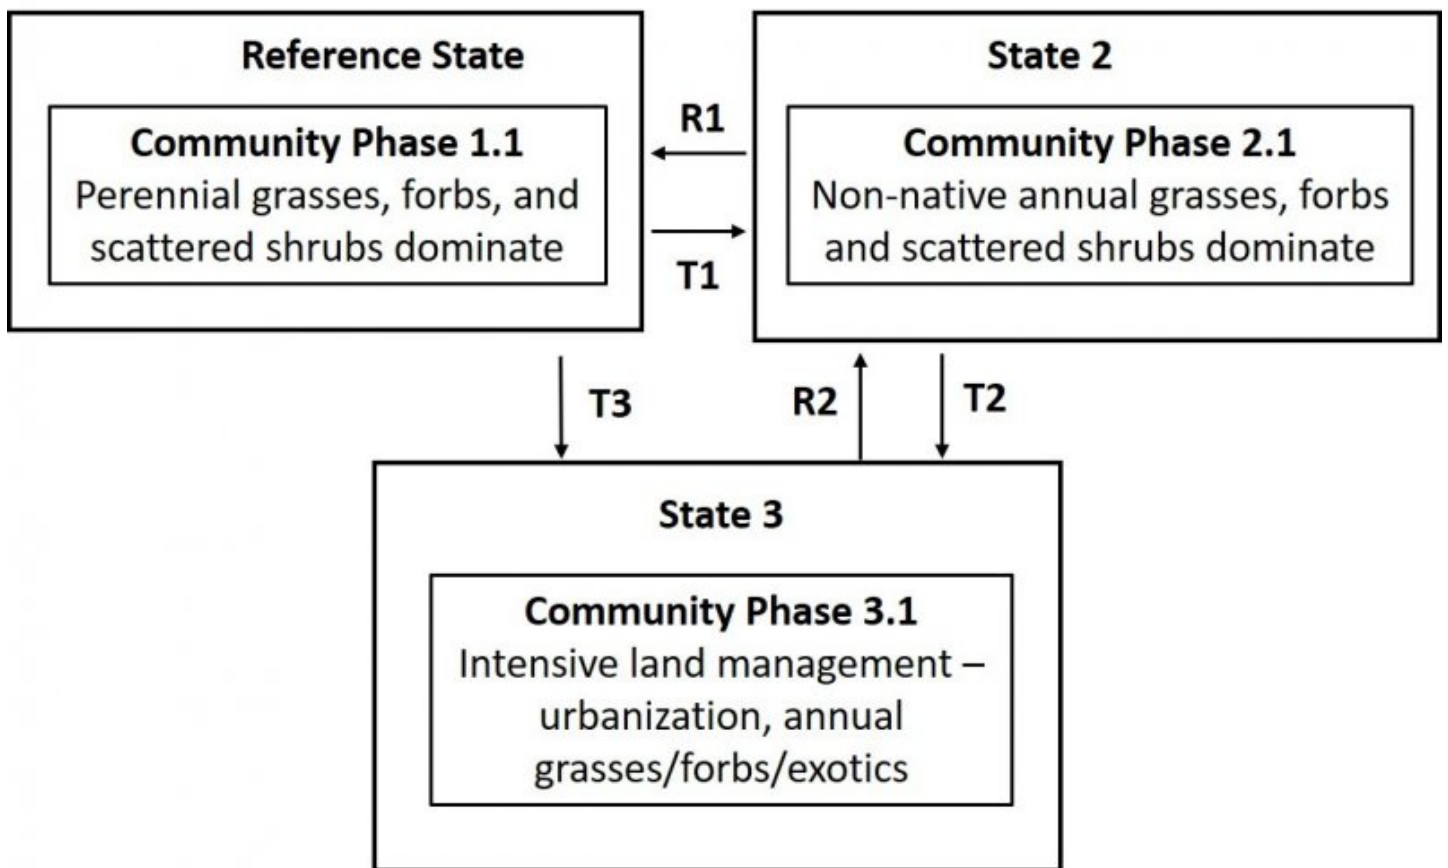 Reference State
Community Phase 1.1
Perennial grasses, forbs, and
scattered shrubs dominate
R1
T1
State 2
Community Phase 2.1
Non-native annual grasses, forbs
and scattered shrubs dominate
T3
R2
T2
State 3
Community Phase 3.1
Intensive land management –
urbanization, annual
grasses/forbs/exotics